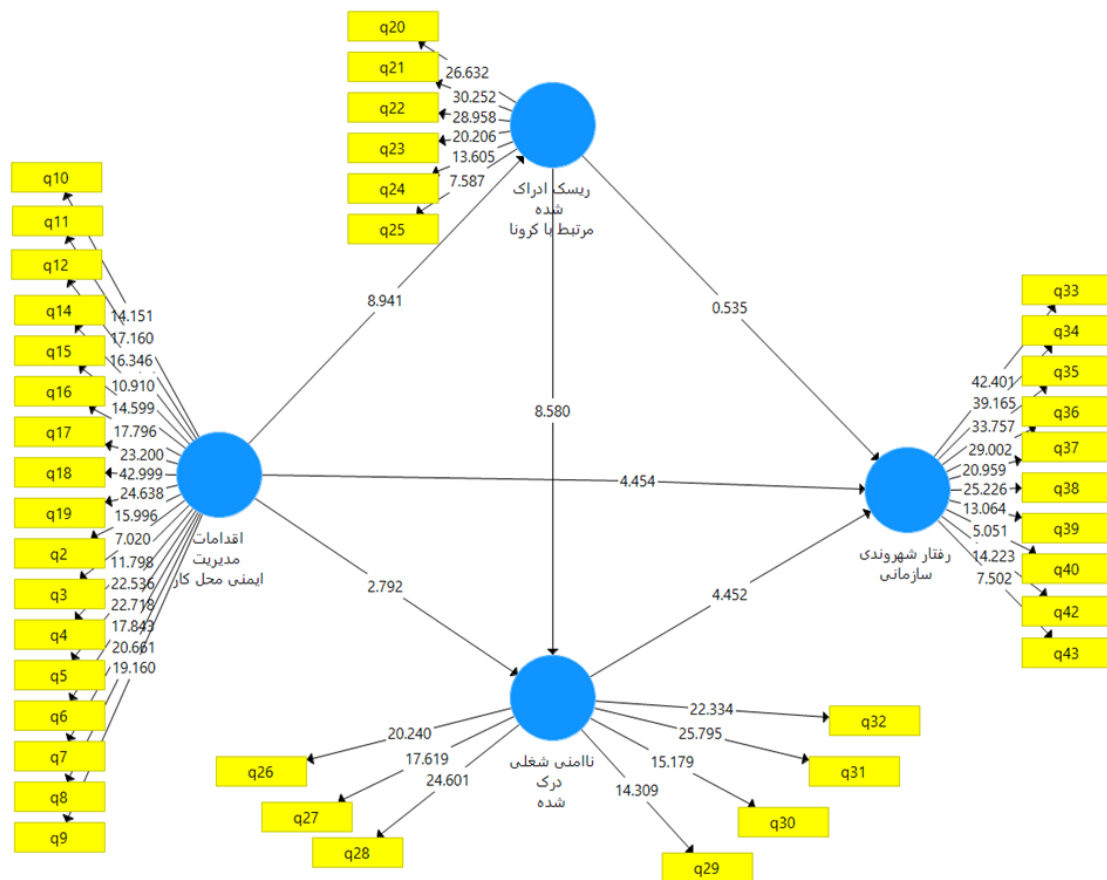 q20
q21
q22
q23
q24
q25
26.632
30.252
28.958
20.206
13.605
7.587
ریسک ادراک
شده
مرتبط با کرونا
q10
q11
q12
q14
q15
q16
q17
q18
q19
q2
q3
q4
q5
q6
q7
q8
q9
14.151
17.160
16.346
10.910
14.599
17.796
23.200
42.999
24.638
15.996
7.020
11.798
22.536
22.718
17.843
20.661
19.160
اقدامات
مدیریت
ایمنی محل کار
8.941
0.535
8.580
4.454
2.792
4.452
q33
q34
q35
q36
q37
q38
q39
q40
q42
q43
42.401
39.165
33.757
29.002
20.959
25.226
13.064
5.051
14.223
7.502
رفتار شهروندی
سازمانی
ناامنی شغلی
درک
شده
20.240
17.619
24.601
14.309
15.179
25.795
22.334
q26
q27
q28
q29
q30
q31
q32